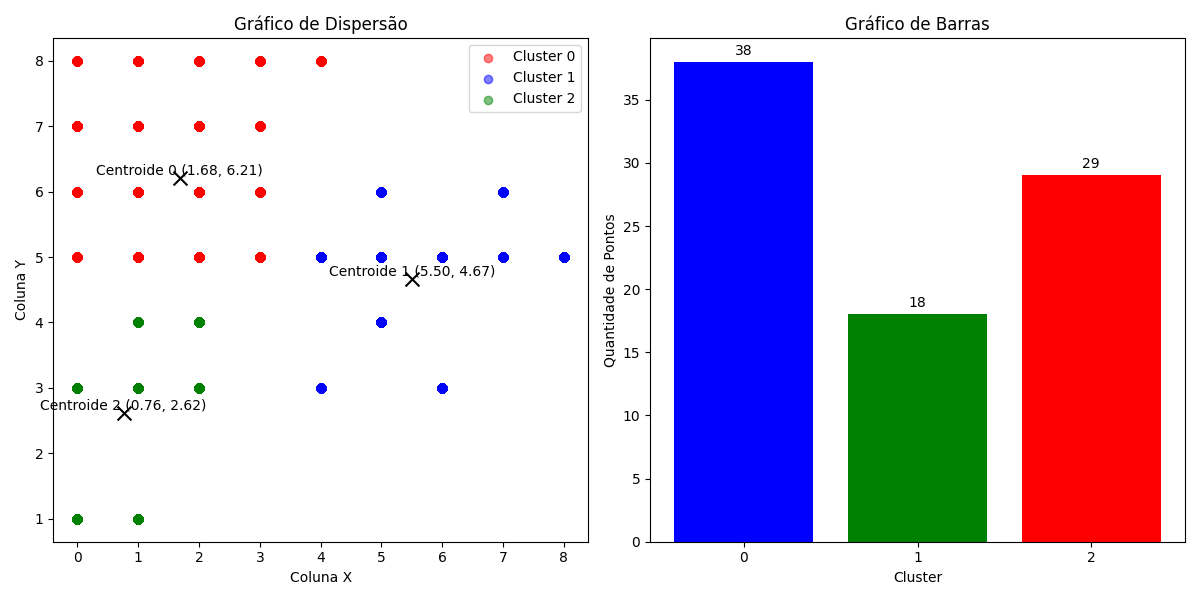 Gráfico de Dispersão
Cluster 0
Cluster 1
Cluster 2
8
7
6
5
4
3
2
1
Coluna Y
Centroide 0 (1.68, 6.21)
Centroide 1 (5.50, 4.67)
Centroide 2 (0.76, 2.62)
0 1 2 3 4 5 6 7 8
Coluna X
Gráfico de Barras
38
18
29
35
30
25
20
15
10
5
0
Quantidade de Pontos
0 1 2
Cluster